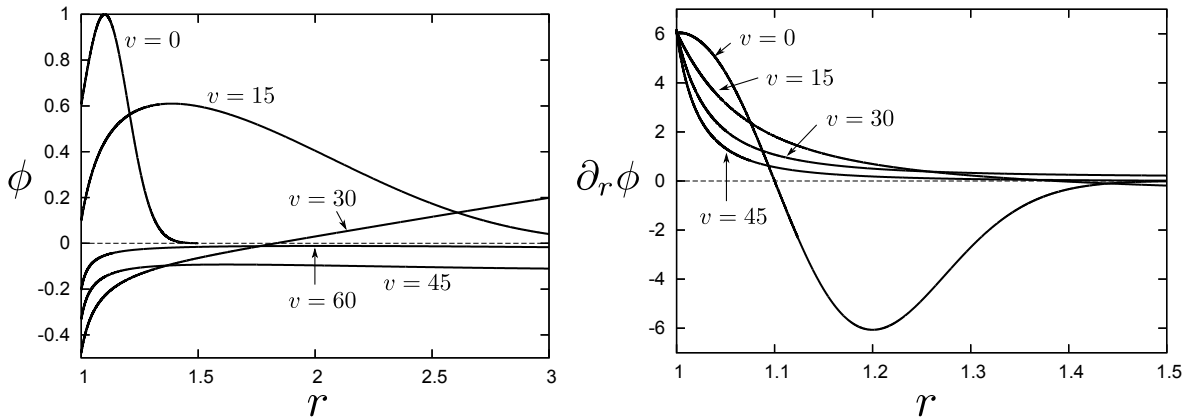 1
0.8
0.6
0.4
0.2
0
-0.2
-0.4
ϕ
v = 0
v = 15
v = 30
v = 60
v = 45
1 1.5 2 2.5 3
r
6
4
2
0
-2
-4
-6
∂rϕ
v = 0
v = 15
v = 30
v = 45
1 1.1 1.2 1.3 1.4 1.5
r